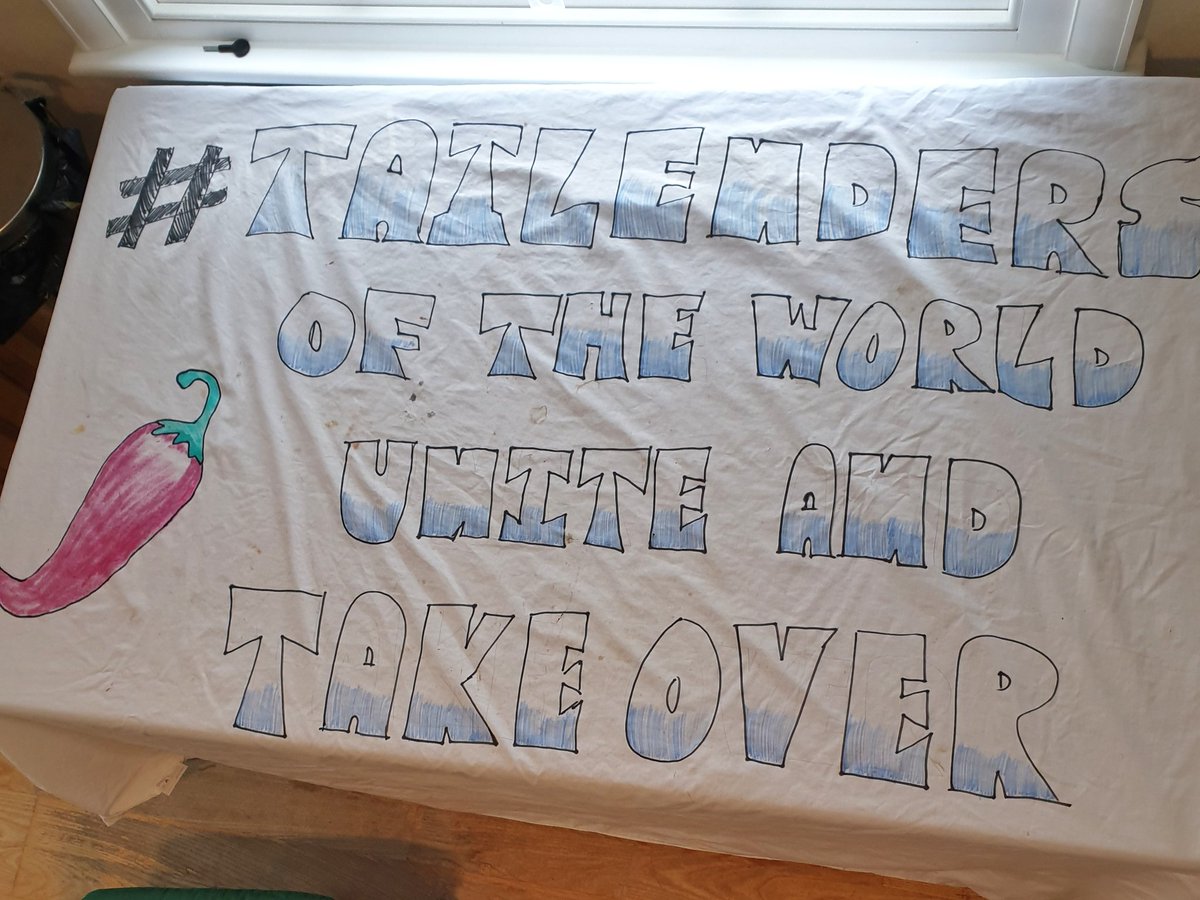 #TAILENDERS
OF THE WORLD
UNITE AND
TAKE OVER